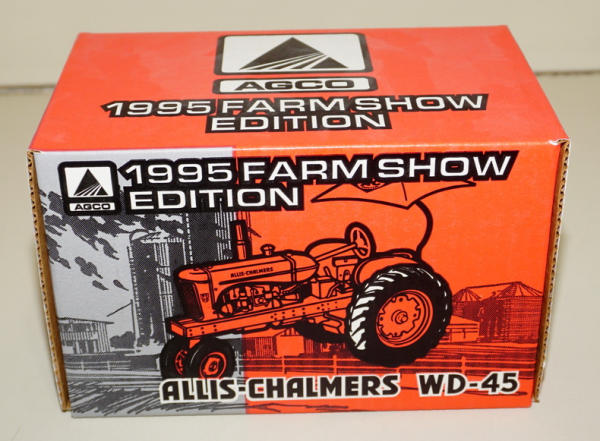 AGCO
1995 FARM SHOW
EDITION
1995 FARM SHOW
EDITION
AGCO
ALLIS-CHALMERS
ALLIS-CHALMERS WD-45